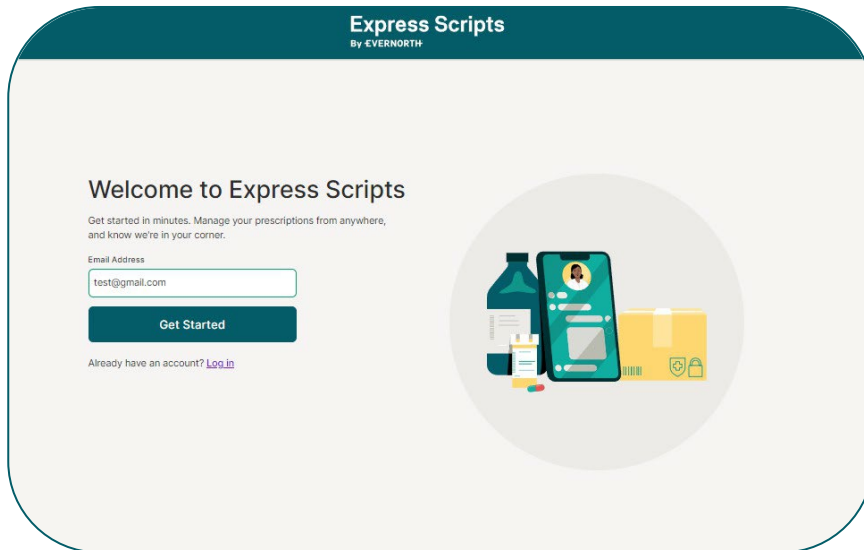 Express Scripts
By EVERNORTH
Welcome to Express Scripts
Get started in minutes. Manage your prescriptions from anywhere,
and know we're in your corner.
Email Address
test@gmail.com
Get Started
Already have an account? Log in